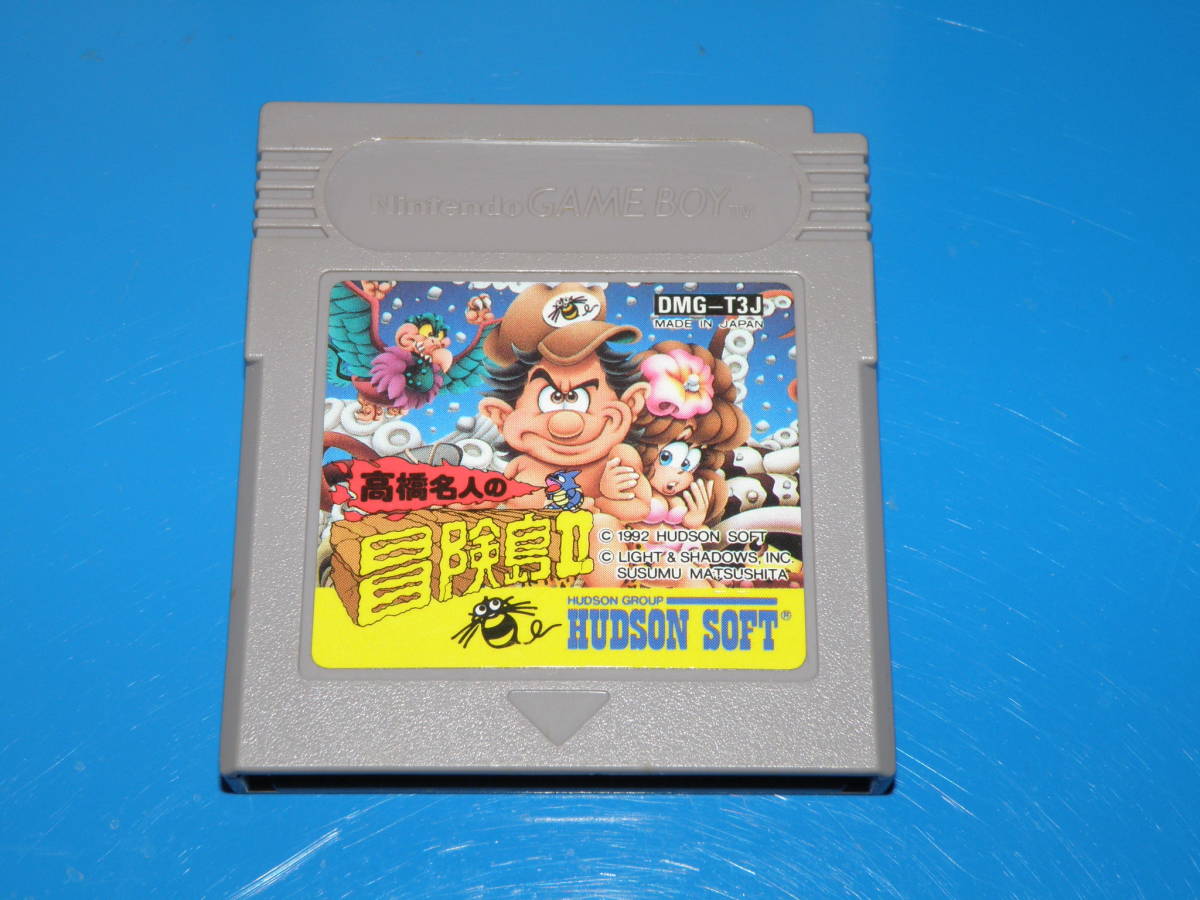 Nintendo GAME BOY TM
DMG-T3J
MADE IN JAPAN
高橋名人の
冒険島II
© 1992 HUDSON SOFT
© LIGHT & SHADOWS, INC.
SUSUMU MATSUSHITA
HUDSON GROUP
HUDSON SOFT®